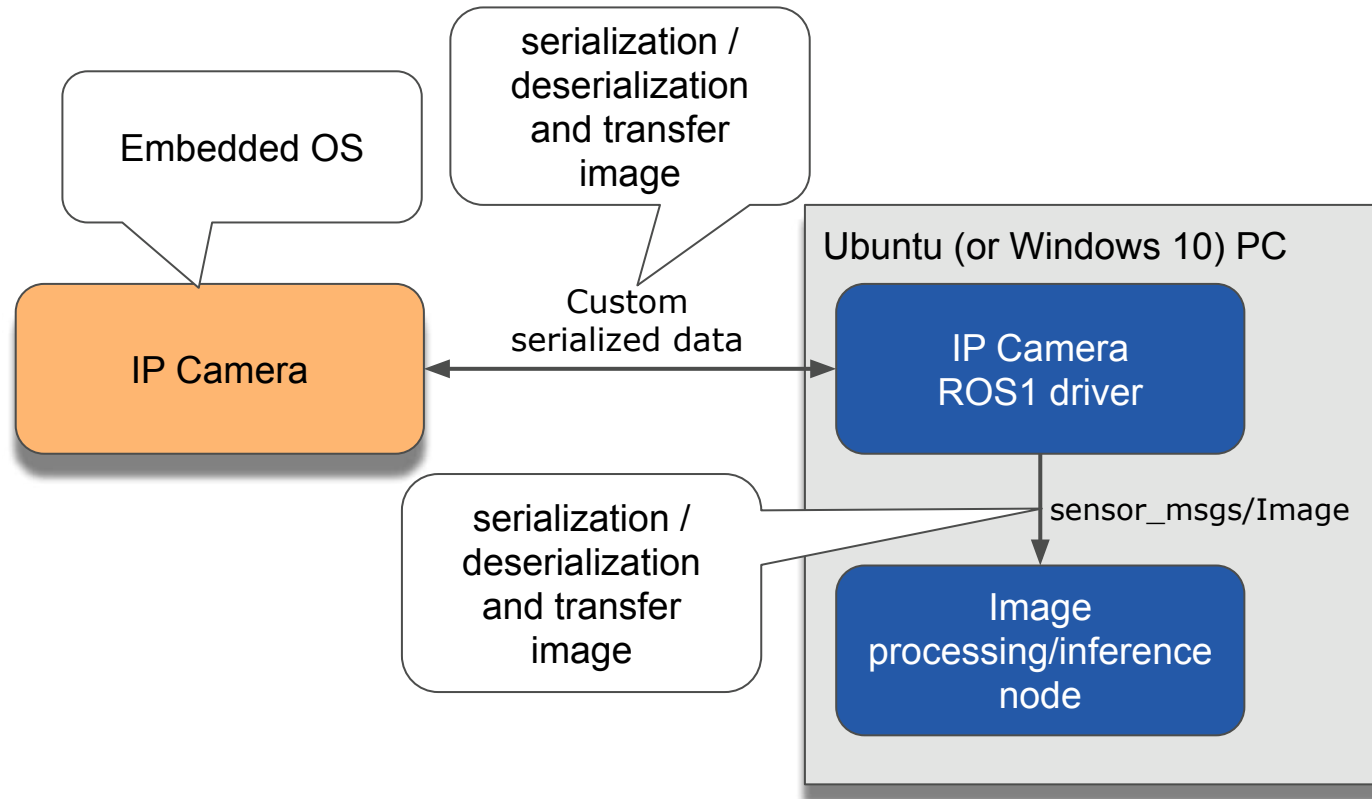 serialization /
deserialization
and transfer
image
Embedded OS
Ubuntu (or Windows 10) PC
Custom
serialized data
IP Camera
IP Camera
ROS1 driver
sensor_msgs/Image
serialization /
deserialization
and transfer
image
Image
processing/inference
node